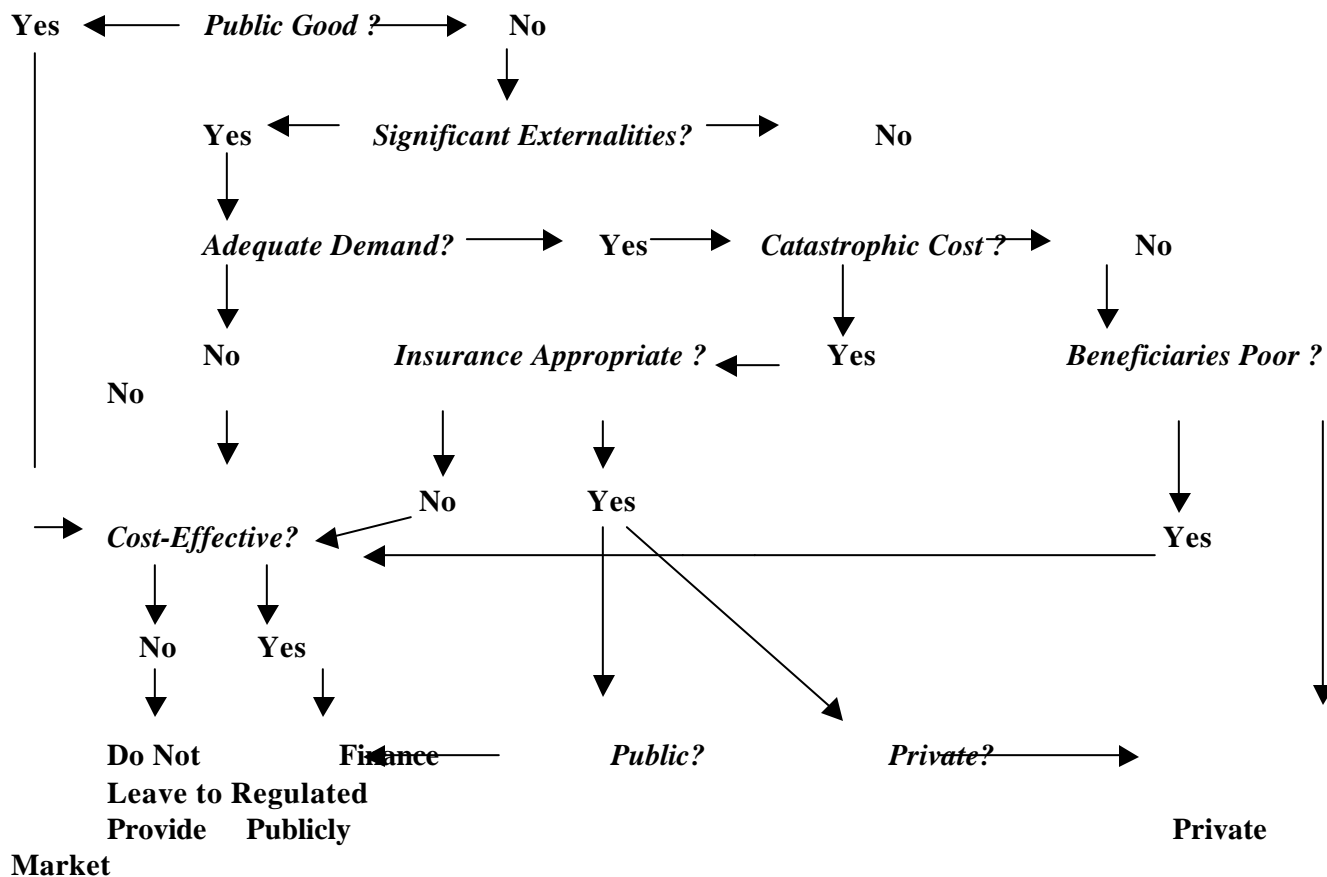 Yes Public Good ? No
Yes Significant Externalities? No
Adequate Demand? Yes Catastrophic Cost ? No
No Insurance Appropriate ? Yes Beneficiaries Poor ?
No
No Yes
Cost-Effective? Yes
No Yes
Do Not Finance Public? Private?
Leave to Regulated
Provide Publicly Private
Market